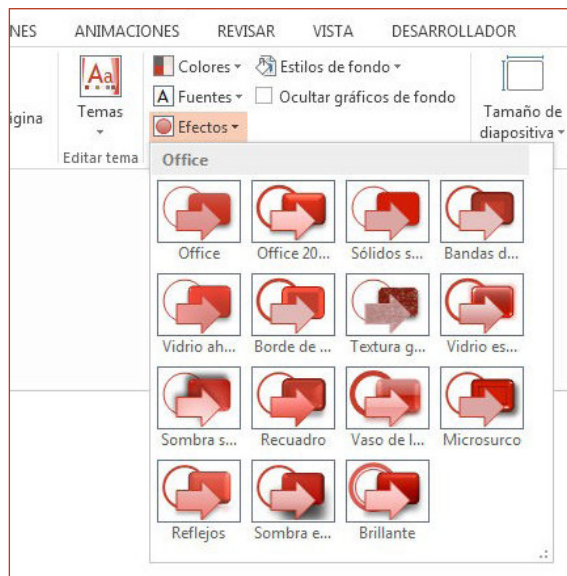 NES ANIMACIONES REVISAR VISTA DESARROLLADOR
Colores Estilos de fondo
Aa
A Fuentes Ocultar gráficos de fondo
ágina Temas Tamaño de
Efectos diapositiva
Editar tema
Office
Office Office 20... Sólidos s... Bandas d...
Vidrio ah... Borde de ... Textura g... Vidrio es...
Sombra s... Recuadro Vaso de l... Microsurco
Reflejos Sombra e... Brillante